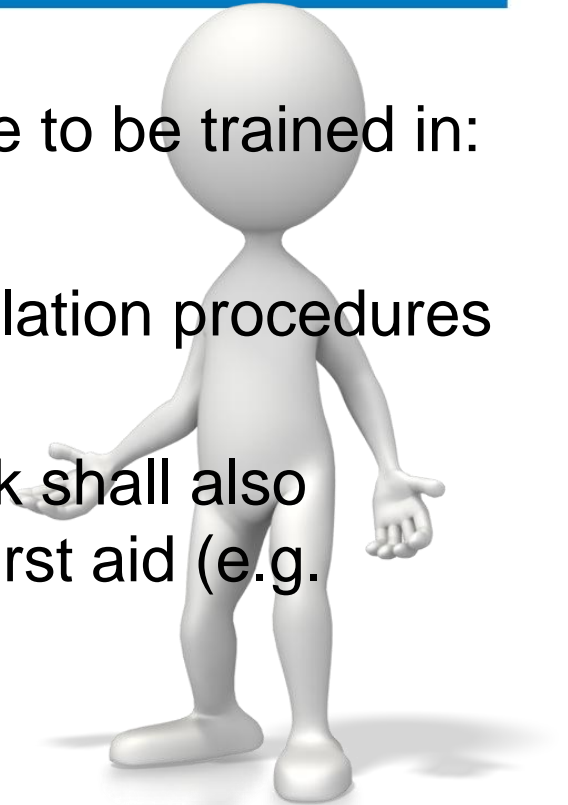 e to be trained in:
lation procedures
k shall also
rst aid (e.g.